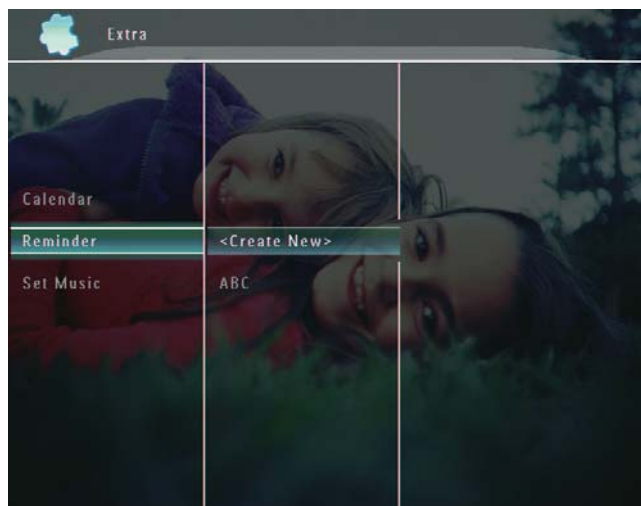 Extra
Calendar
Reminder
<Create New>
Set Music
ABC